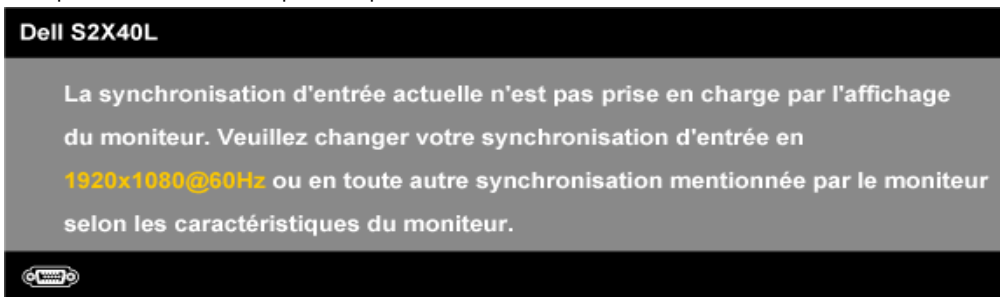 Dell S2X40L
La synchronisation d'entrée actuelle n'est pas prise en charge par l'affichage
du moniteur. Veuillez changer votre synchronisation d'entrée en
1920x1080@60Hz ou en toute autre synchronisation mentionnée par le moniteur
selon les caractéristiques du moniteur.